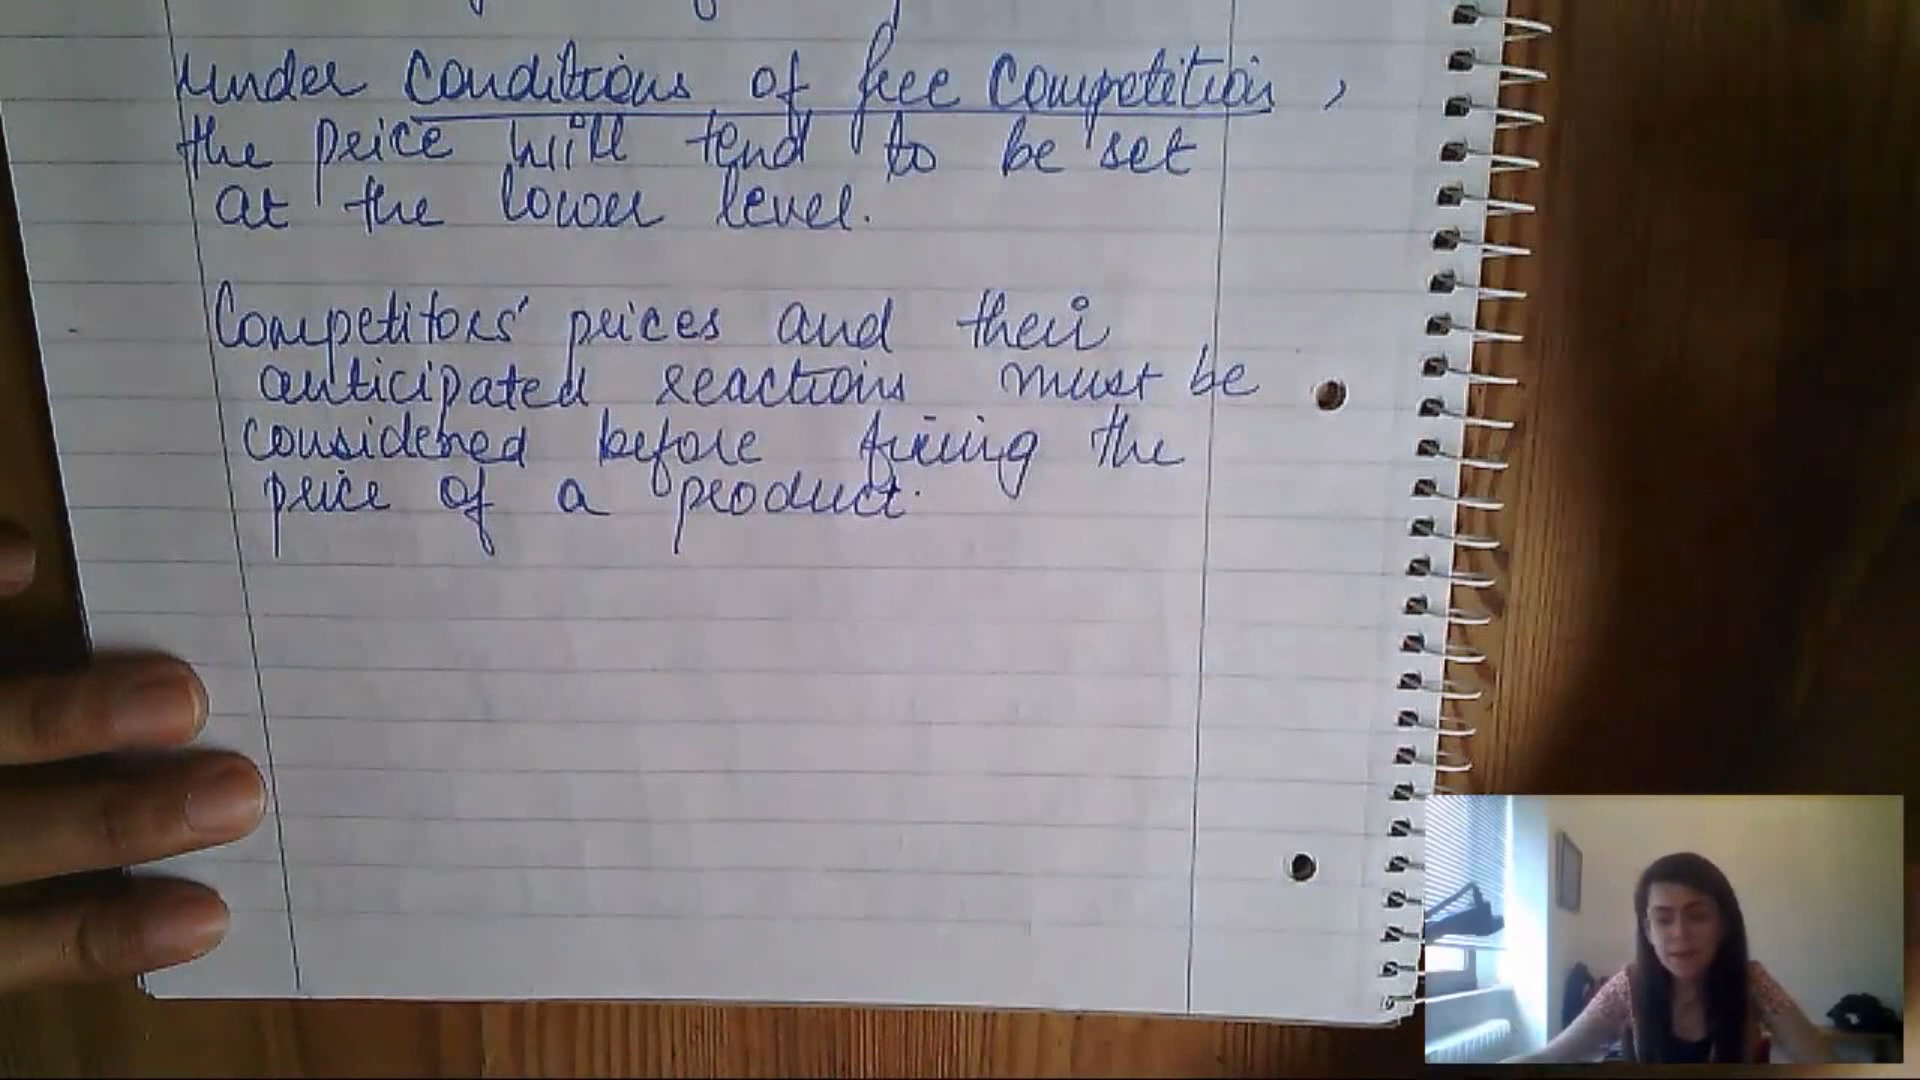 under conditions of free competition,
the price will tend to be set
at the lower level.
Competitors' prices and their
anticipated reactions must be
considered before fixing the
price of a product.